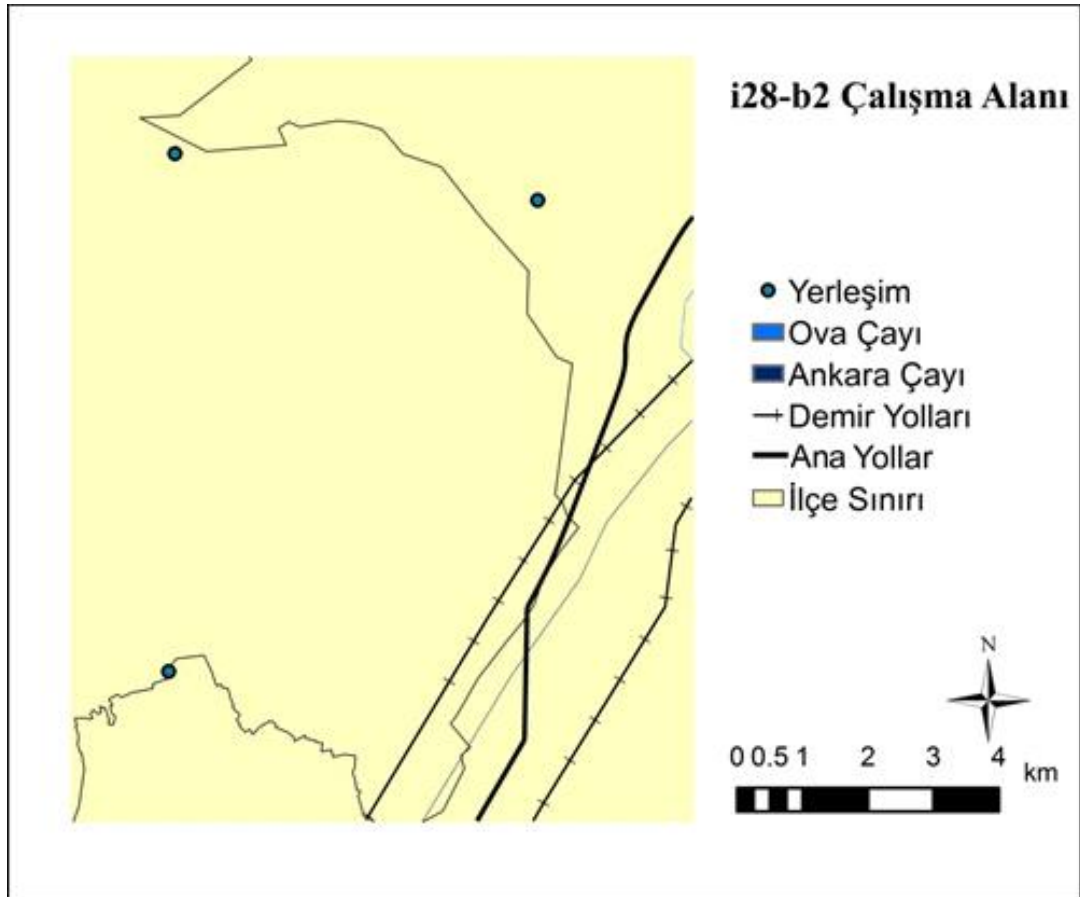 i28-b2 Çalışma Alanı
Yerleşim
Ova Çayı
Ankara Çayı
Demir Yolları
Ana Yollar
İlçe Sınırı
N
0 0.5 1 2 3 4 km